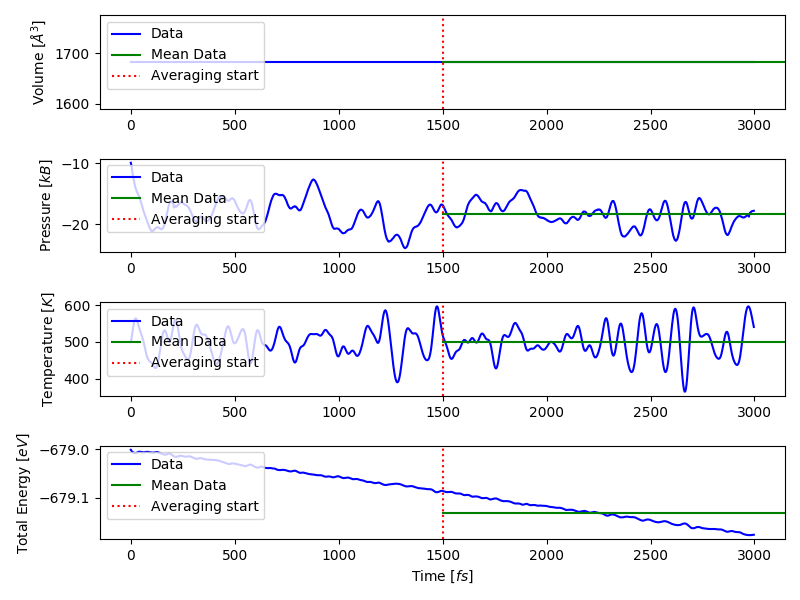 Volume [Å³]
1700
1600
Data
Mean Data
Averaging start
0 500 1000 1500 2000 2500 3000
Pressure [kB]
−10
−20
Data
Mean Data
Averaging start
0 500 1000 1500 2000 2500 3000
Temperature [K]
600
500
400
Data
Mean Data
Averaging start
0 500 1000 1500 2000 2500 3000
Total Energy [eV]
−679.0
−679.1
Data
Mean Data
Averaging start
0 500 1000 1500 2000 2500 3000
Time [fs]